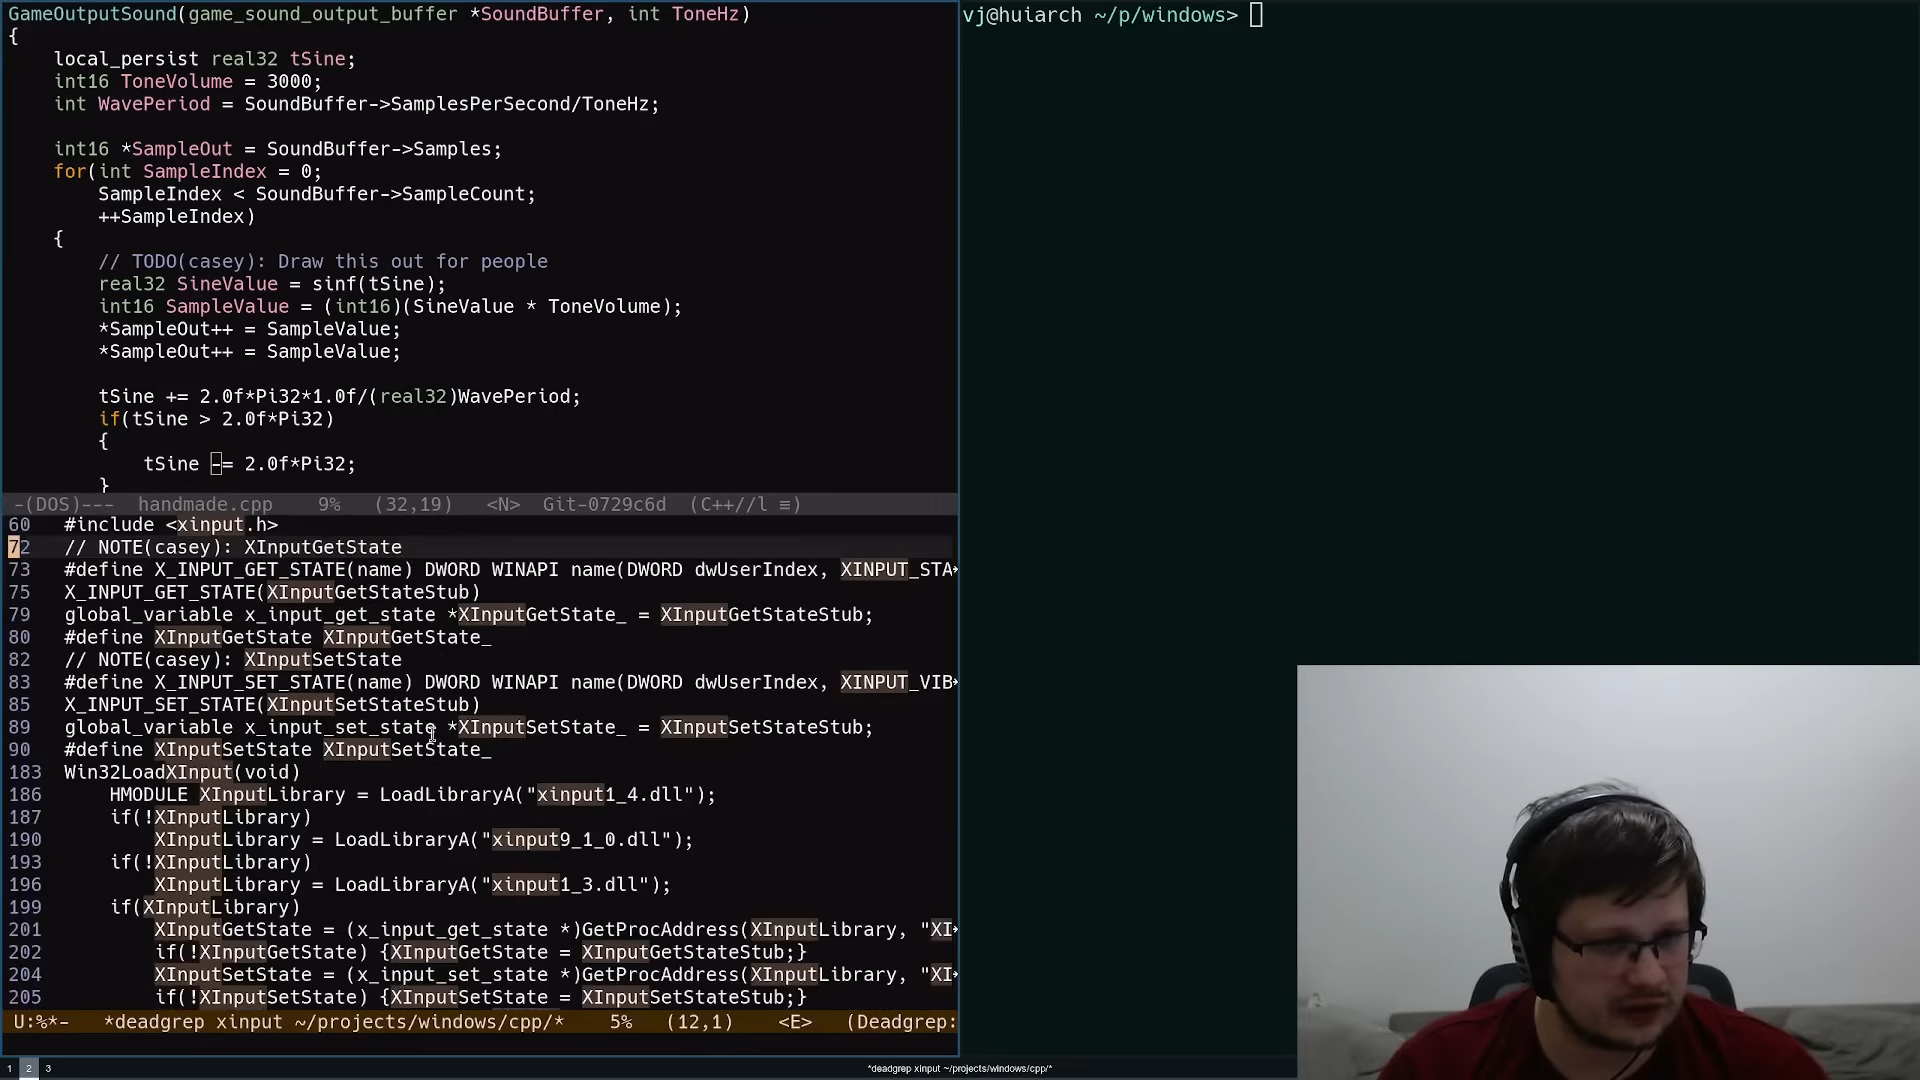 GameOutputSound(game_sound_output_buffer *SoundBuffer, int ToneHz)
{
    local_persist real32 tSine;
    int16 ToneVolume = 3000;
    int WavePeriod = SoundBuffer->SamplesPerSecond/ToneHz;
    int16 *SampleOut = SoundBuffer->Samples;
    for(int SampleIndex = 0;
        SampleIndex < SoundBuffer->SampleCount;
        ++SampleIndex)
    {
        // TODO(casey): Draw this out for people
        real32 SineValue = sinf(tSine);
        int16 SampleValue = (int16)(SineValue * ToneVolume);
        *SampleOut++ = SampleValue;
        *SampleOut++ = SampleValue;
        tSine += 2.0f*Pi32*1.0f/(real32)WavePeriod;
        if(tSine > 2.0f*Pi32)
        {
            tSine -= 2.0f*Pi32;
        }
-(DOS)---  handmade.cpp    9%   (32,19)   <N>  Git-0729c6d  (C++//l ≡)
60   #include <xinput.h>
72   // NOTE(casey): XInputGetState
73   #define X_INPUT_GET_STATE(name) DWORD WINAPI name(DWORD dwUserIndex, XINPUT_STA
75   X_INPUT_GET_STATE(XInputGetStateStub)
79   global_variable x_input_get_state *XInputGetState_ = XInputGetStateStub;
80   #define XInputGetState XInputGetState_
82   // NOTE(casey): XInputSetState
83   #define X_INPUT_SET_STATE(name) DWORD WINAPI name(DWORD dwUserIndex, XINPUT_VIB
85   X_INPUT_SET_STATE(XInputSetStateStub)
89   global_variable x_input_set_state *XInputSetState_ = XInputSetStateStub;
90   #define XInputSetState XInputSetState_
183  Win32LoadXInput(void)
186      HMODULE XInputLibrary = LoadLibraryA("xinput1_4.dll");
187      if(!XInputLibrary)
190          XInputLibrary = LoadLibraryA("xinput9_1_0.dll");
193      if(!XInputLibrary)
196          XInputLibrary = LoadLibraryA("xinput1_3.dll");
199      if(XInputLibrary)
201          XInputGetState = (x_input_get_state *)GetProcAddress(XInputLibrary, "XI
202          if(!XInputGetState) {XInputGetState = XInputGetStateStub;}
204          XInputSetState = (x_input_set_state *)GetProcAddress(XInputLibrary, "XI
205          if(!XInputSetState) {XInputSetState = XInputSetStateStub;}
U:%*-   *deadgrep xinput ~/projects/windows/cpp/*    5%   (12,1)    <E>   (Deadgrep:
vj@huiarch ~/p/windows>
1 2 3
*deadgrep xinput ~/projects/windows/cpp/*